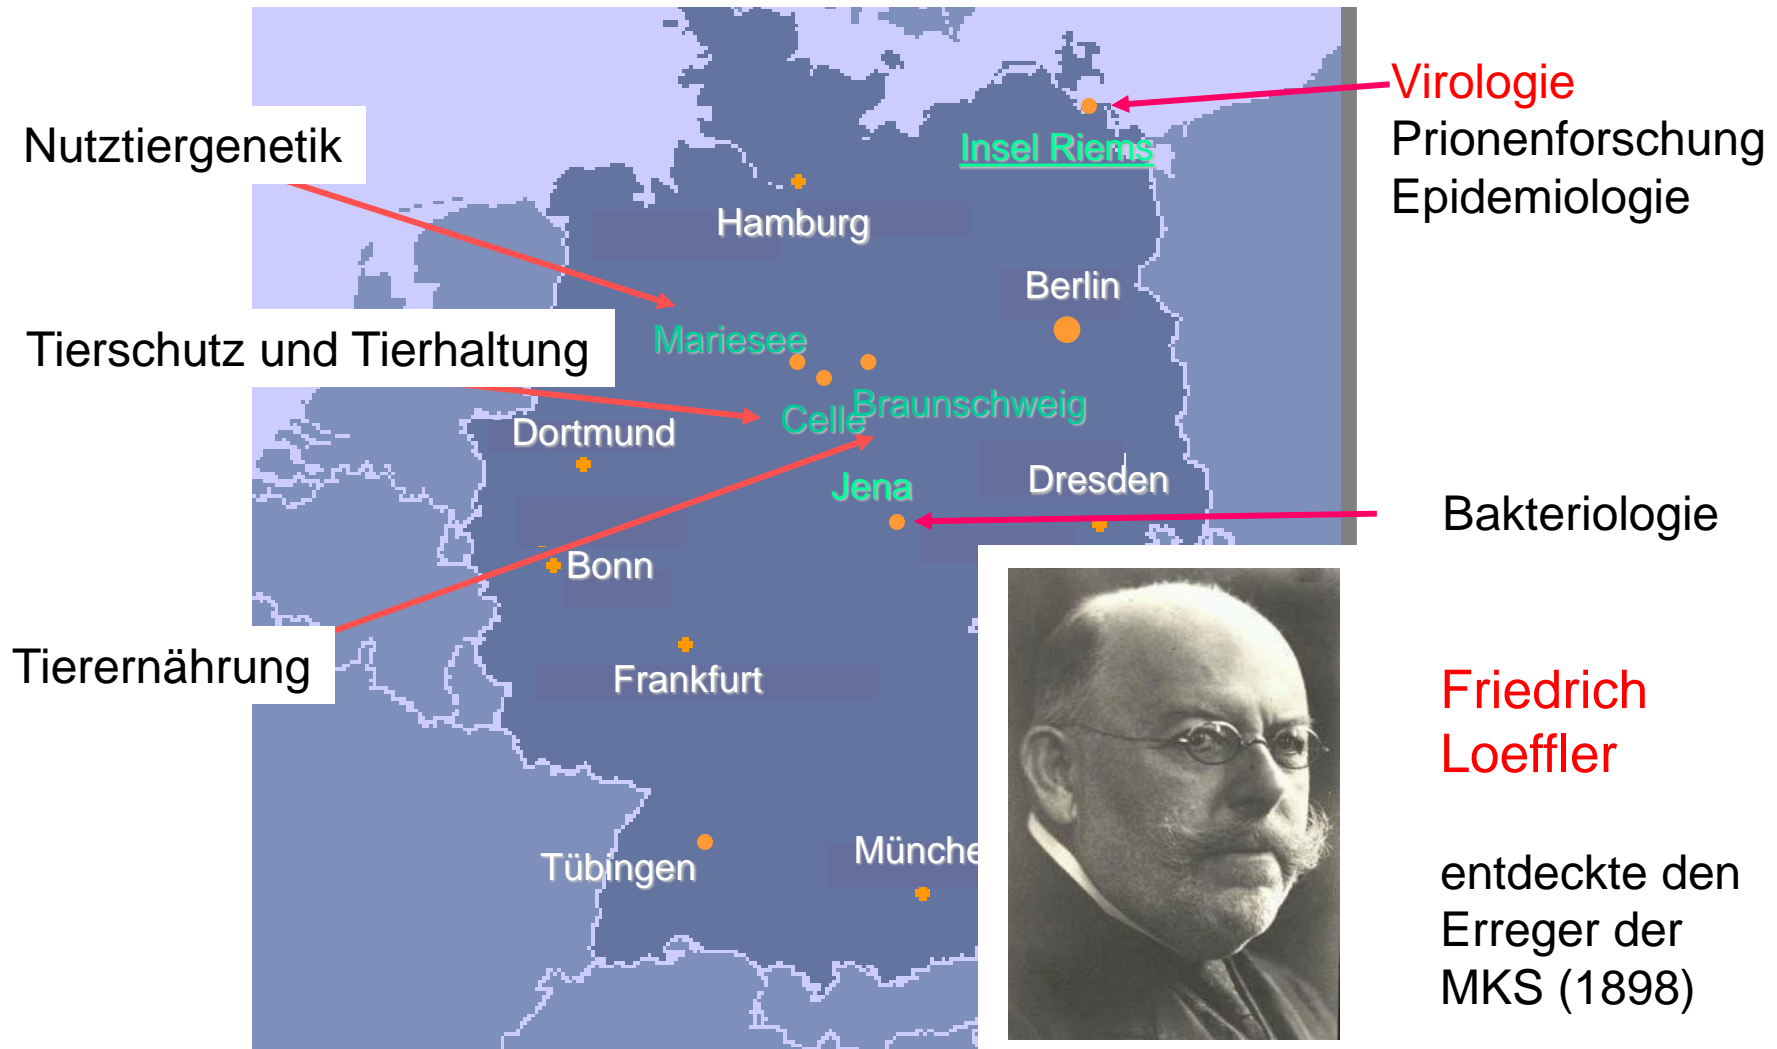 Virologie
Prionenforschung
Epidemiologie
Nutztiergenetik
Insel Riems
Hamburg
Berlin
Mariesee
Tierschutz und Tierhaltung
Celle
Braunschweig
Dortmund
Jena
Dresden
Bakteriologie
Bonn
Tierernährung
Frankfurt
Friedrich
Loeffler
Tübingen
Münche
entdeckte den
Erreger der
MKS (1898)